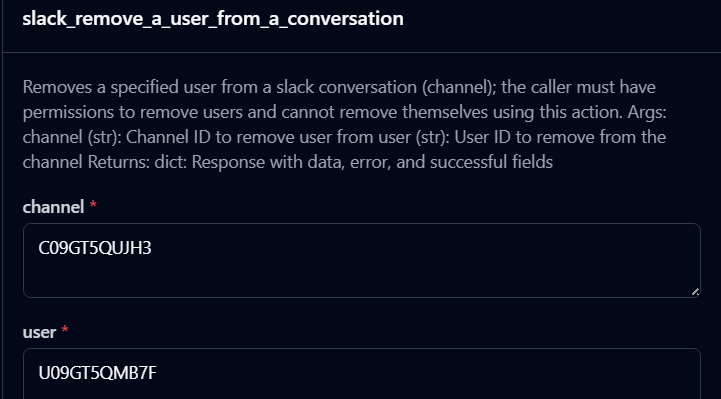 slack_remove_a_user_from_a_conversation
Removes a specified user from a slack conversation (channel); the caller must have
permissions to remove users and cannot remove themselves using this action. Args:
channel (str): Channel ID to remove user from user (str): User ID to remove from the
channel Returns: dict: Response with data, error, and successful fields
channel *
C09GT5QUJH3
user *
U09GT5QMB7F